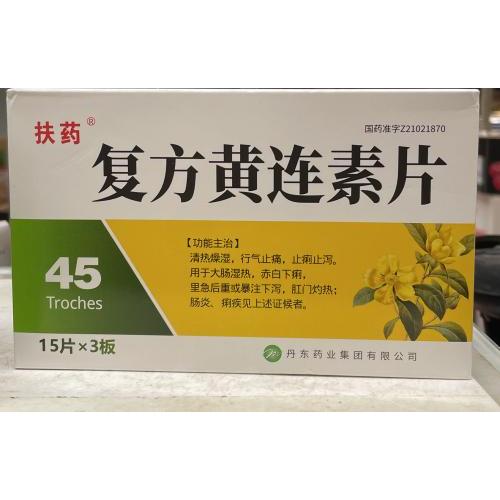 扶药®
国药准字Z21021870
复方黄连素片
【功能主治】
清热燥湿，行气止痛，止痢止泻。
用于大肠湿热，赤白下痢，
里急后重或暴注下泻，肛门灼热；
肠炎、痢疾见上述证候者。
45
Troches
15片×3板
丹东药业集团有限公司